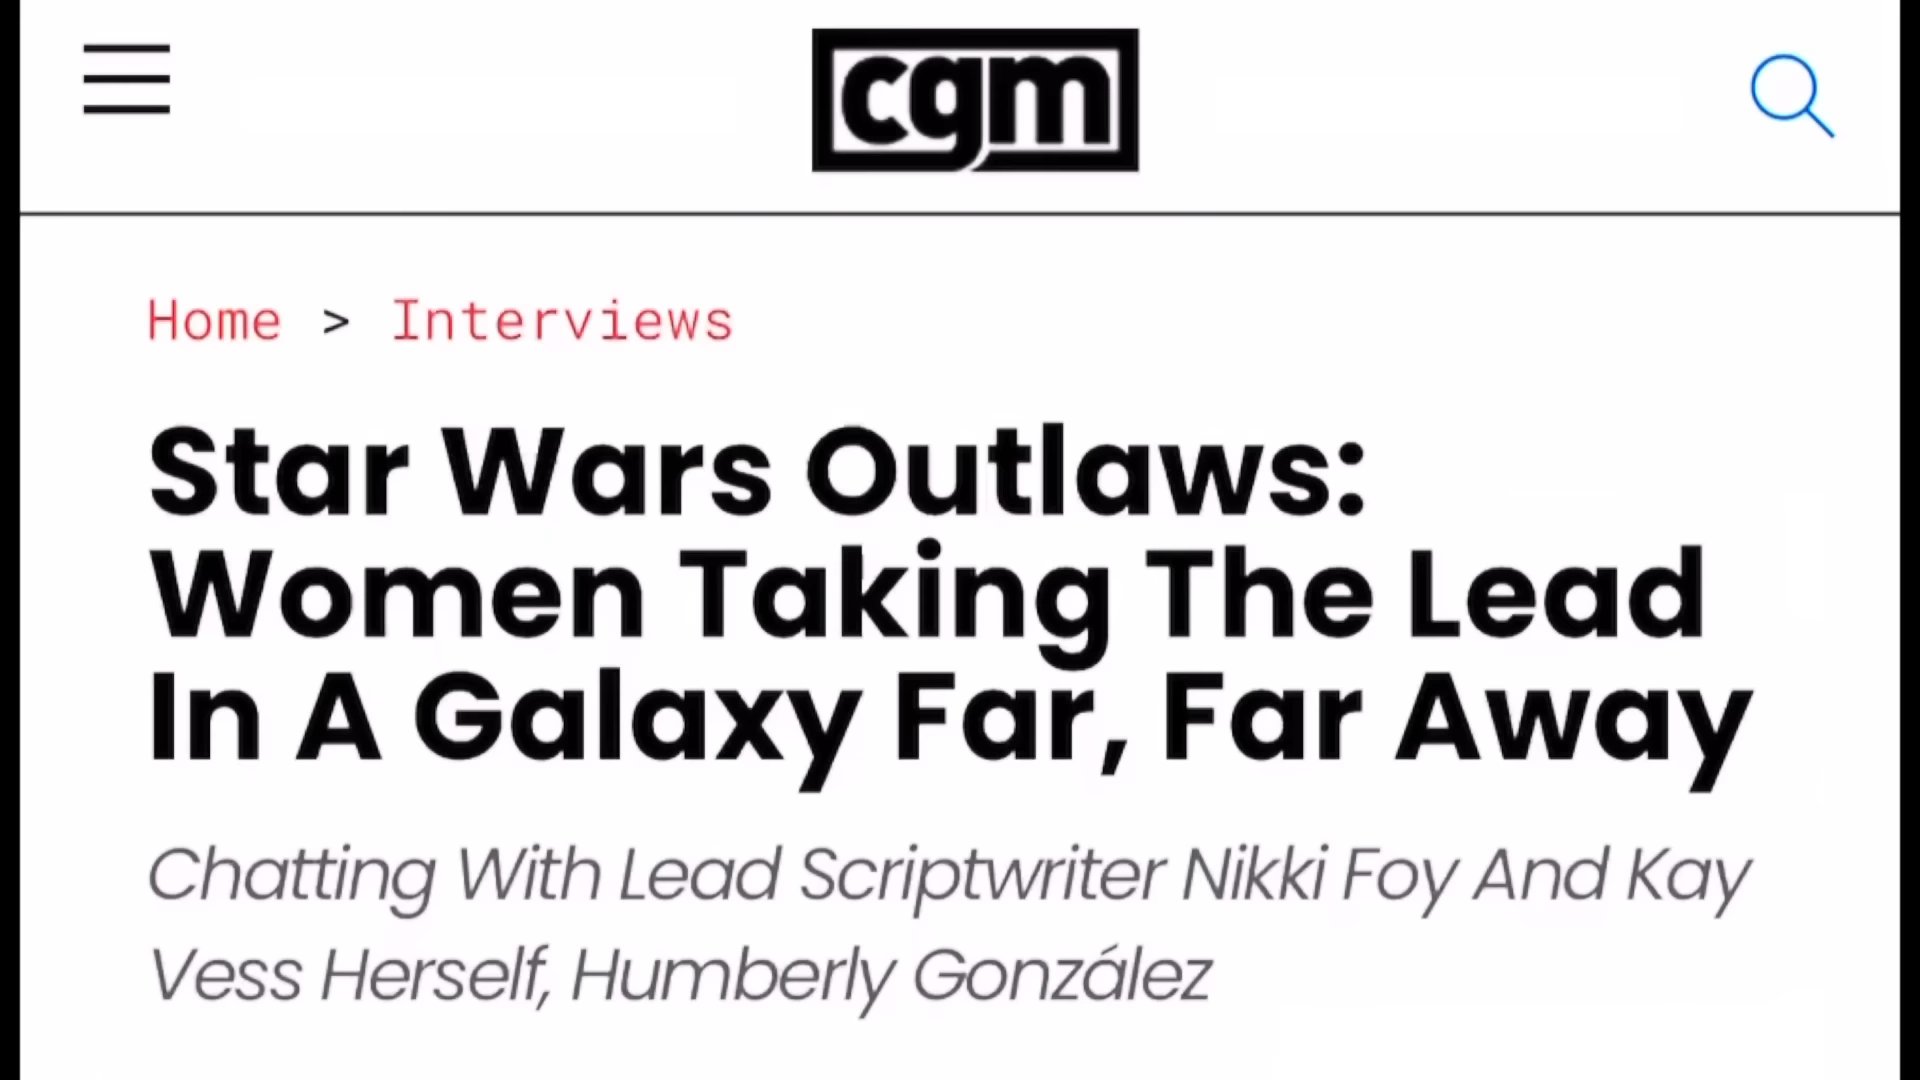 cgm
Home > Interviews
Star Wars Outlaws:
Women Taking The Lead
In A Galaxy Far, Far Away
Chatting With Lead Scriptwriter Nikki Foy And Kay
Vess Herself, Humberly González